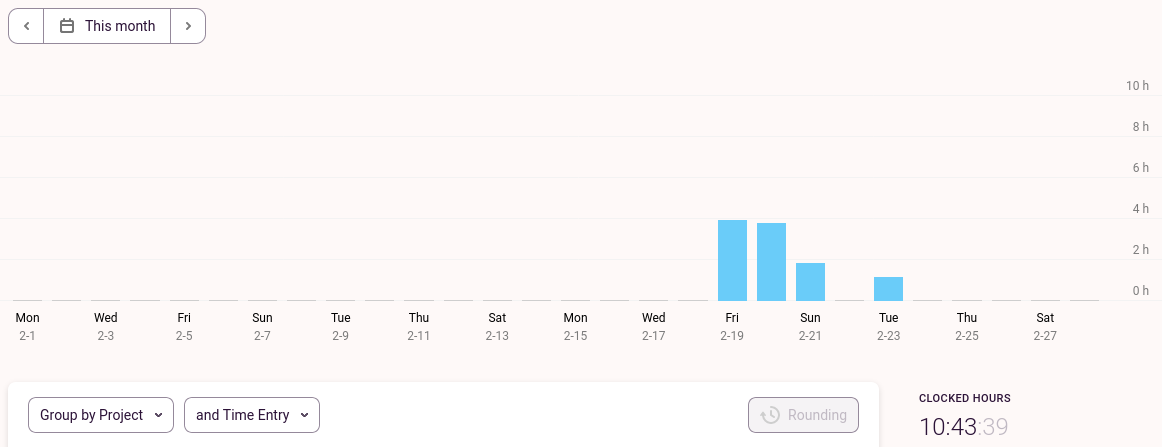 This month
10 h
8 h
6 h
4 h
2 h
0 h
Mon Wed Fri Sun Tue Thu Sat Mon Wed Fri Sun Tue Thu Sat
2-1 2-3 2-5 2-7 2-9 2-11 2-13 2-15 2-17 2-19 2-21 2-23 2-25 2-27
Group by Project and Time Entry Rounding
CLOCKED HOURS
10:43:39